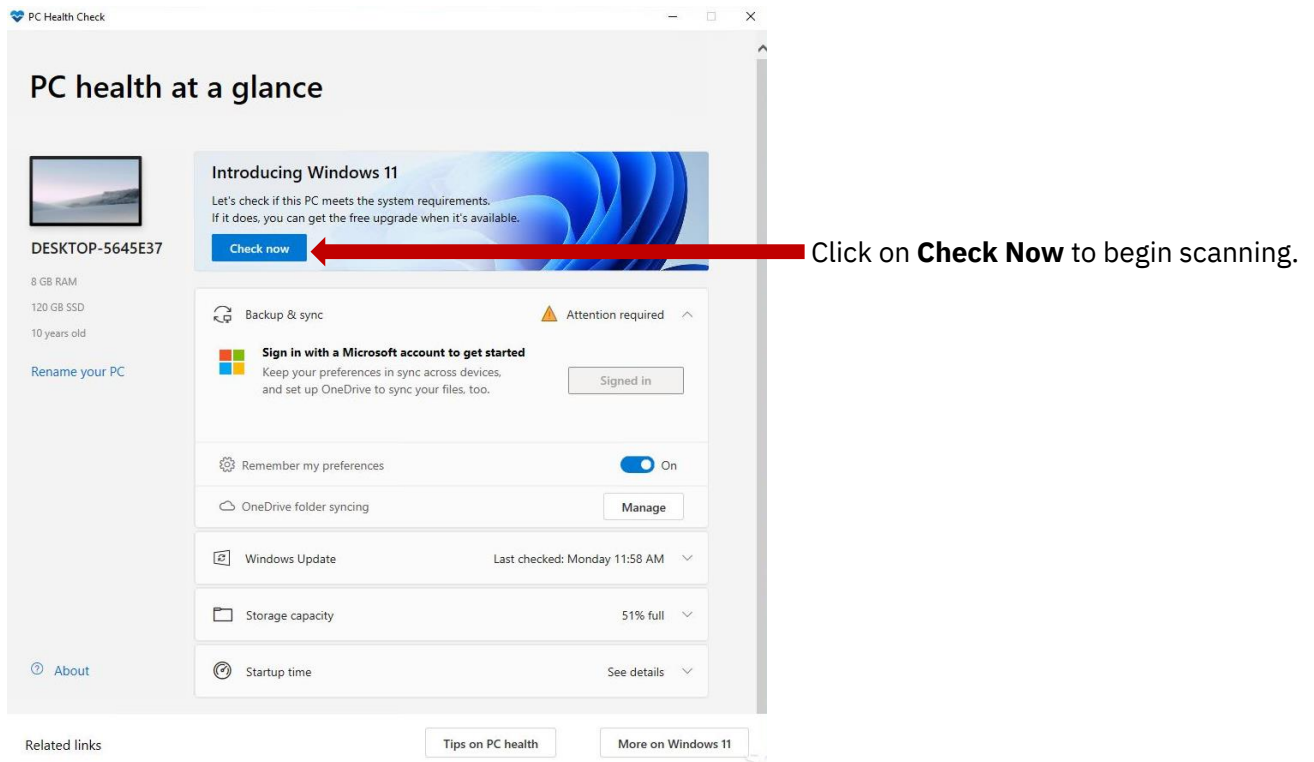 PC Health Check
PC health at a glance
DESKTOP-5645E37
8 GB RAM
120 GB SSD
10 years old
Rename your PC
Introducing Windows 11
Let's check if this PC meets the system requirements.
If it does, you can get the free upgrade when it's available.
Check now
Click on Check Now to begin scanning.
Backup & sync
Attention required
Sign in with a Microsoft account to get started
Keep your preferences in sync across devices,
and set up OneDrive to sync your files, too.
Signed in
Remember my preferences
On
OneDrive folder syncing
Manage
Windows Update
Last checked: Monday 11:58 AM
Storage capacity
51% full
Startup time
See details
About
Related links
Tips on PC health
More on Windows 11